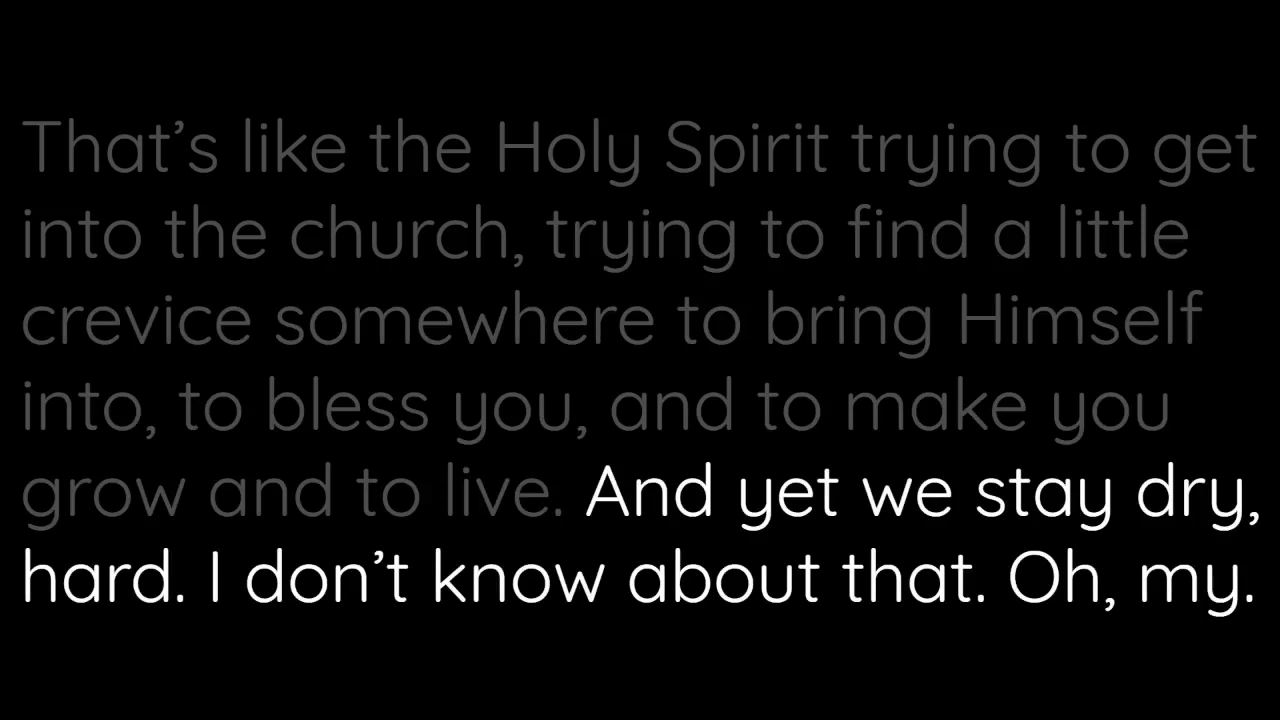 That’s like the Holy Spirit trying to get
into the church, trying to find a little
crevice somewhere to bring Himself
into, to bless you, and to make you
grow and to live. And yet we stay dry,
hard. I don’t know about that. Oh, my.